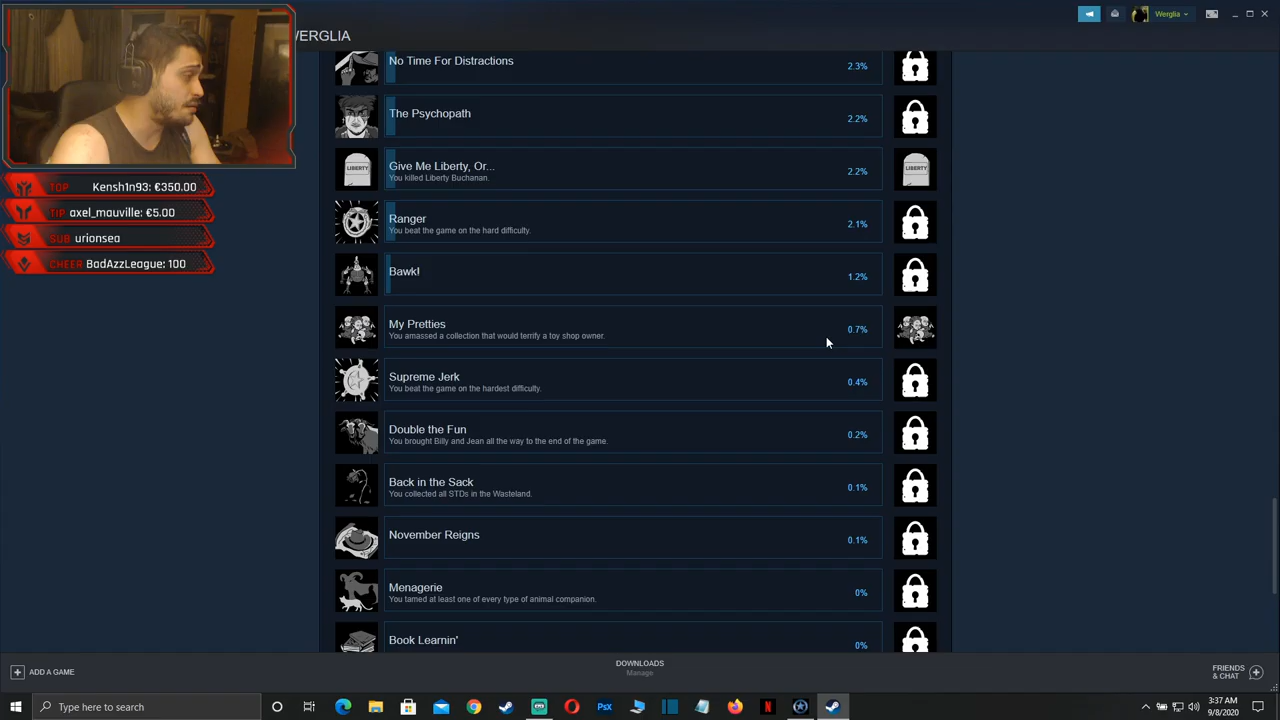 Werglia
WERGLIA
No Time For Distractions
2.3%
The Psychopath
2.2%
LIBERTY
Give Me Liberty, Or...
You killed Liberty Buchanan.
2.2%
LIBERTY
Ranger
You beat the game on the hard difficulty.
2.1%
Bawk!
1.2%
My Pretties
You amassed a collection that would terrify a toy shop owner.
0.7%
Supreme Jerk
You beat the game on the hardest difficulty.
0.4%
Double the Fun
You brought Billy and Jean all the way to the end of the game.
0.2%
Back in the Sack
You collected all STDs in the Wasteland.
0.1%
November Reigns
0.1%
Menagerie
You tamed at least one of every type of animal companion.
0%
Book Learnin'
0%
TOP Kensh1n93: €350.00
TIP axel_mauville: €5.00
SUB urionsea
CHEER BadAzzLeague: 100
ADD A GAME
DOWNLOADS
Manage
FRIENDS
& CHAT
Type here to search
Psx
N
3:37 AM
9/8/2020